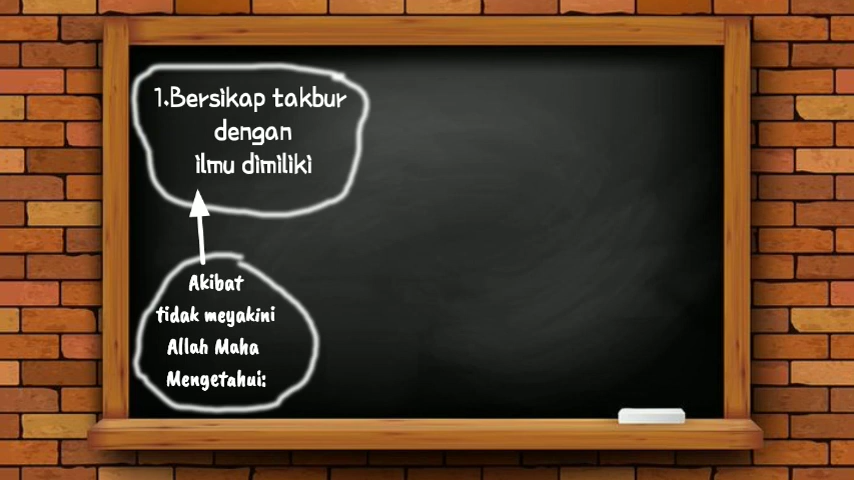 1.Bersikap takbur
dengan
ilmu dimiliki
Akibat
tidak meyakini
Allah Maha
Mengetahui: